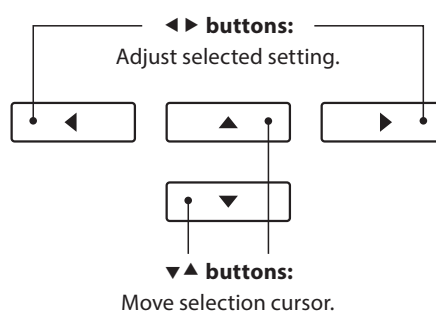 ◀ ▶ buttons:
Adjust selected setting.
◀
▲
▶
▼
▼▲ buttons:
Move selection cursor.